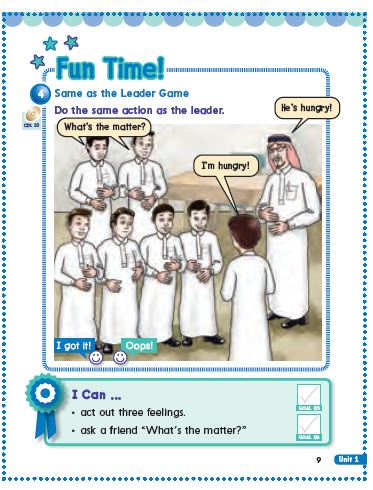 Fun Time!
4 Same as the Leader Game
Do the same action as the leader.
CD1 20
He's hungry!
What's the matter?
I'm hungry!
I got it!
Oops!
I Can ...
• act out three feelings.
GOAL 05
• ask a friend "What's the matter?"
GOAL 06
9 Unit 1